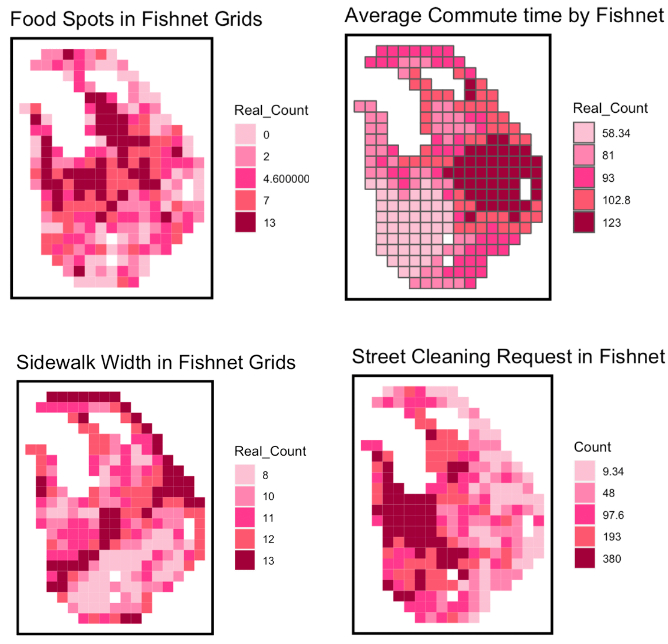 Food Spots in Fishnet Grids
Real_Count
0
2
4.600000
7
13
Average Commute time by Fishnet
Real_Count
58.34
81
93
102.8
123
Sidewalk Width in Fishnet Grids
Real_Count
8
10
11
12
13
Street Cleaning Request in Fishnet
Count
9.34
48
97.6
193
380